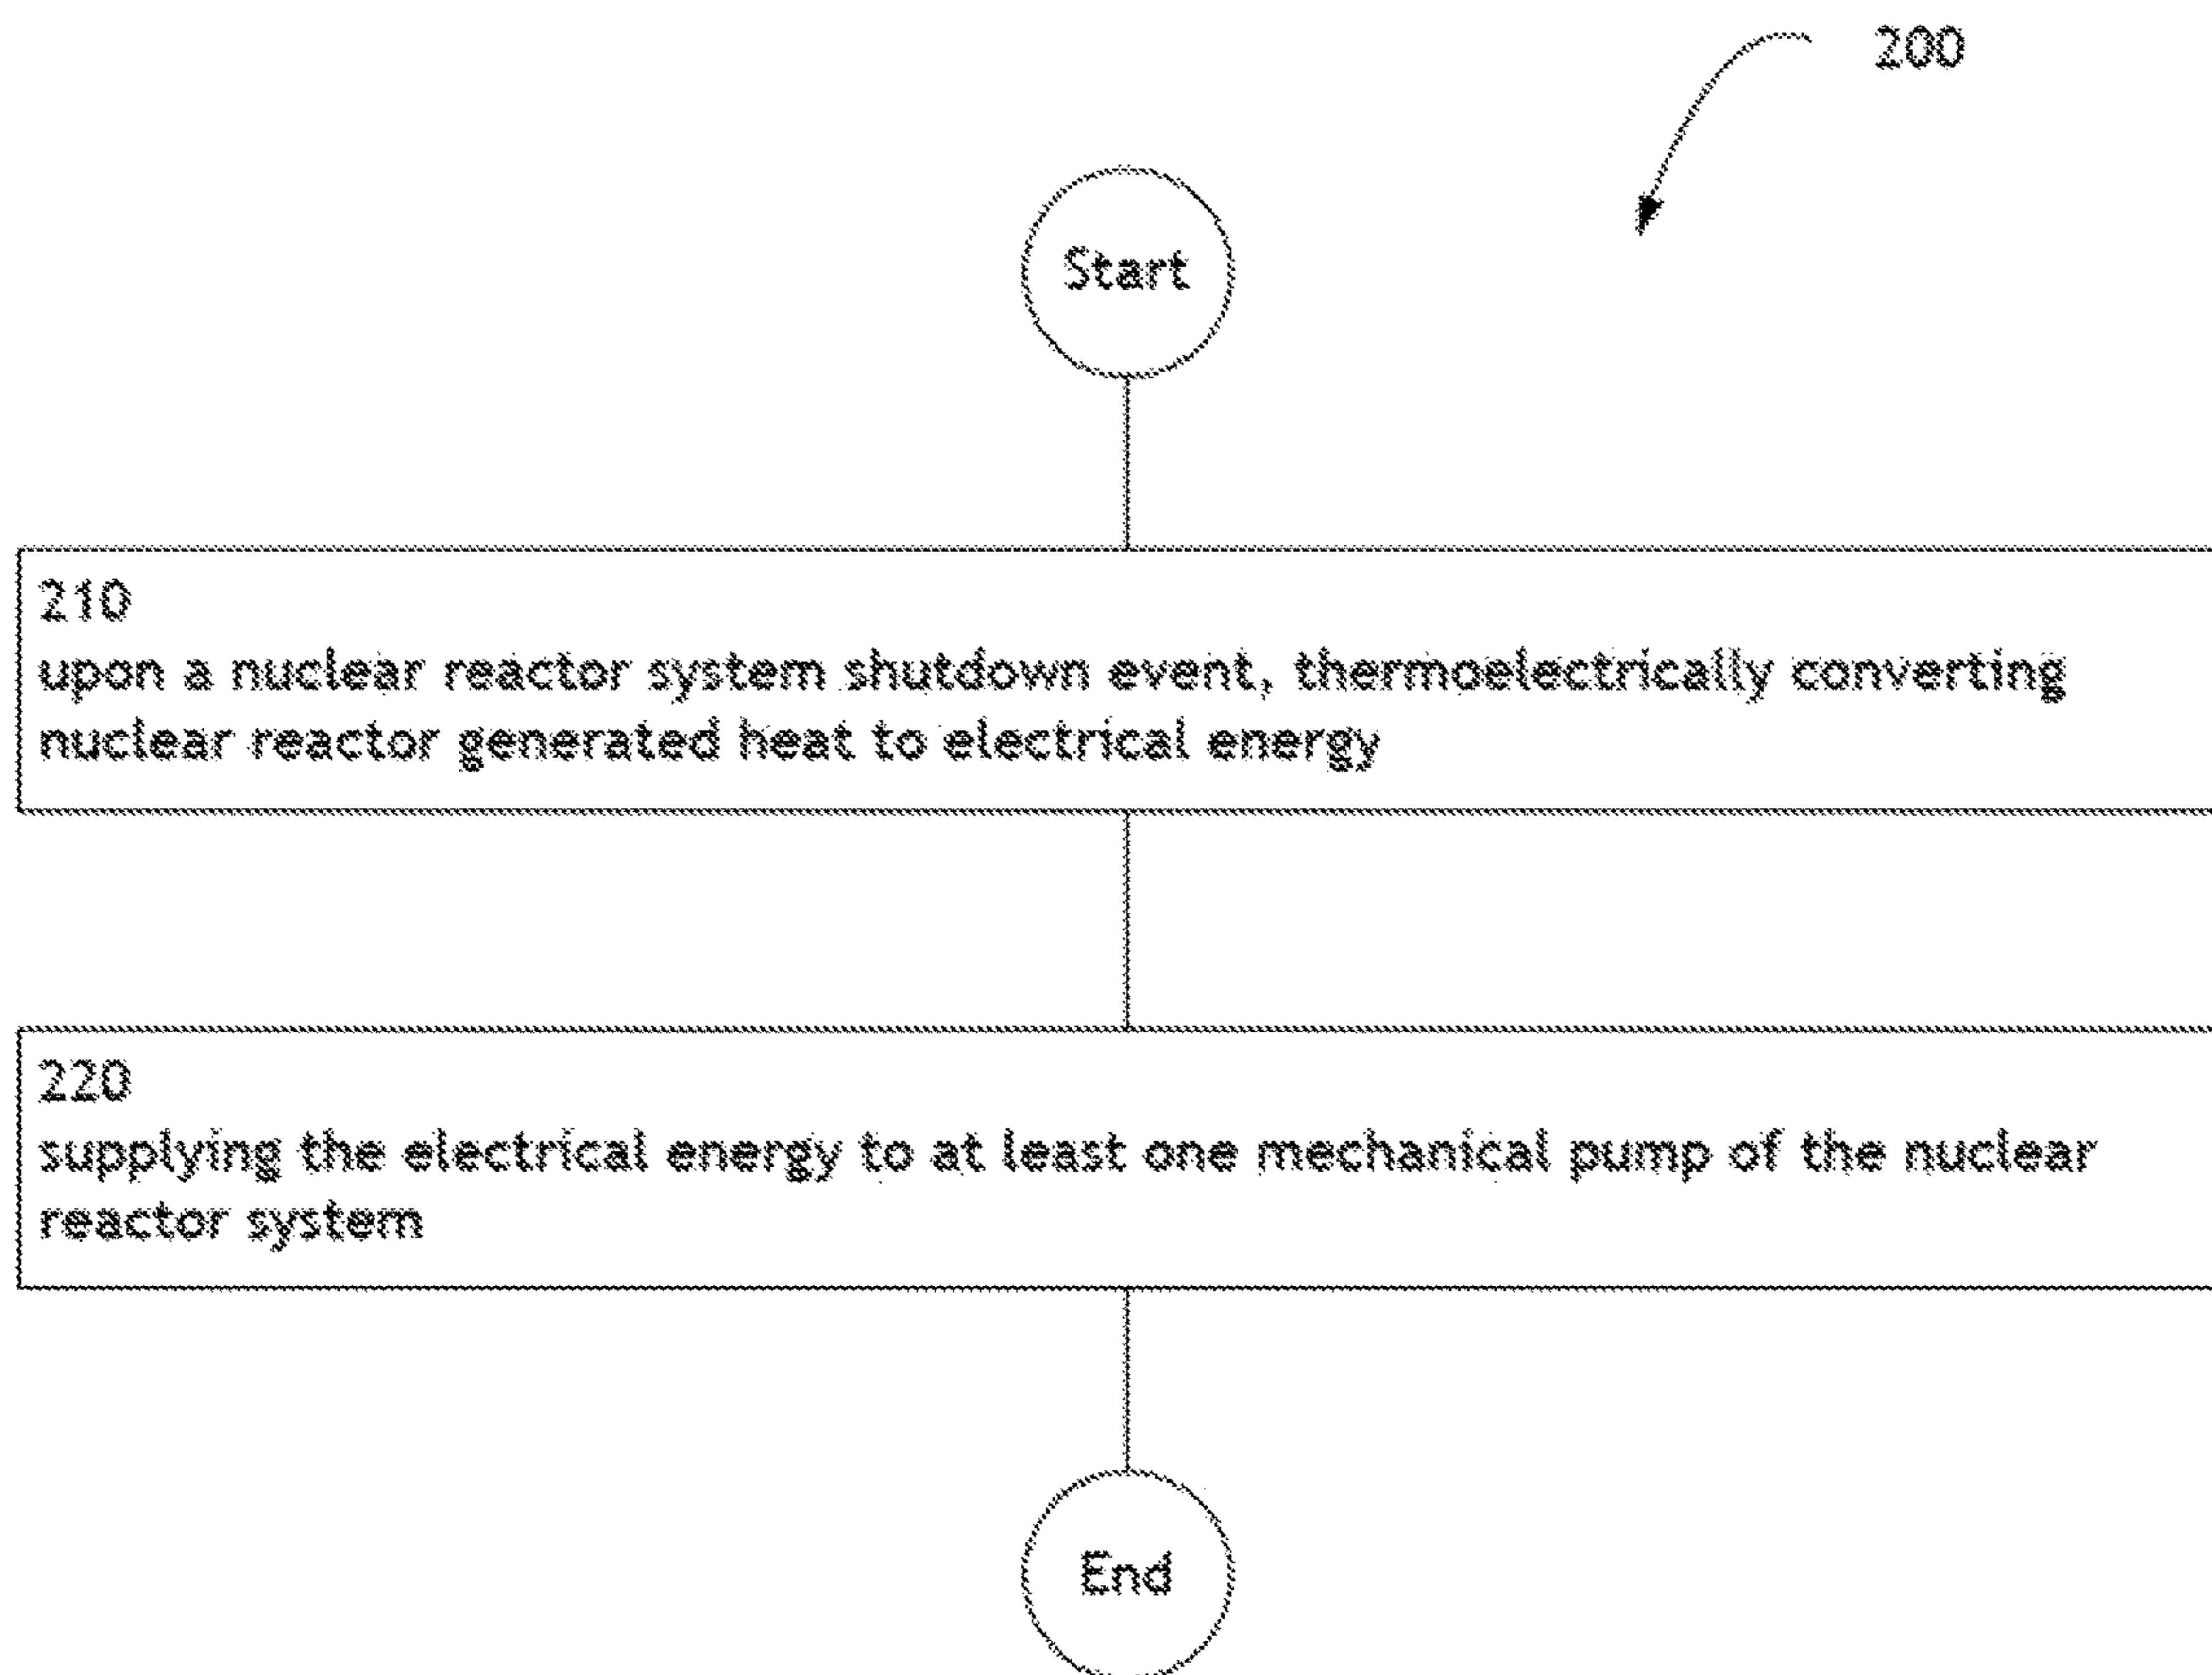 200
Start
210
upon a nuclear reactor system shutdown event, thermoelectrically converting
nuclear reactor generated heat to electrical energy
220
supplying the electrical energy to at least one mechanical pump of the nuclear
reactor system
End